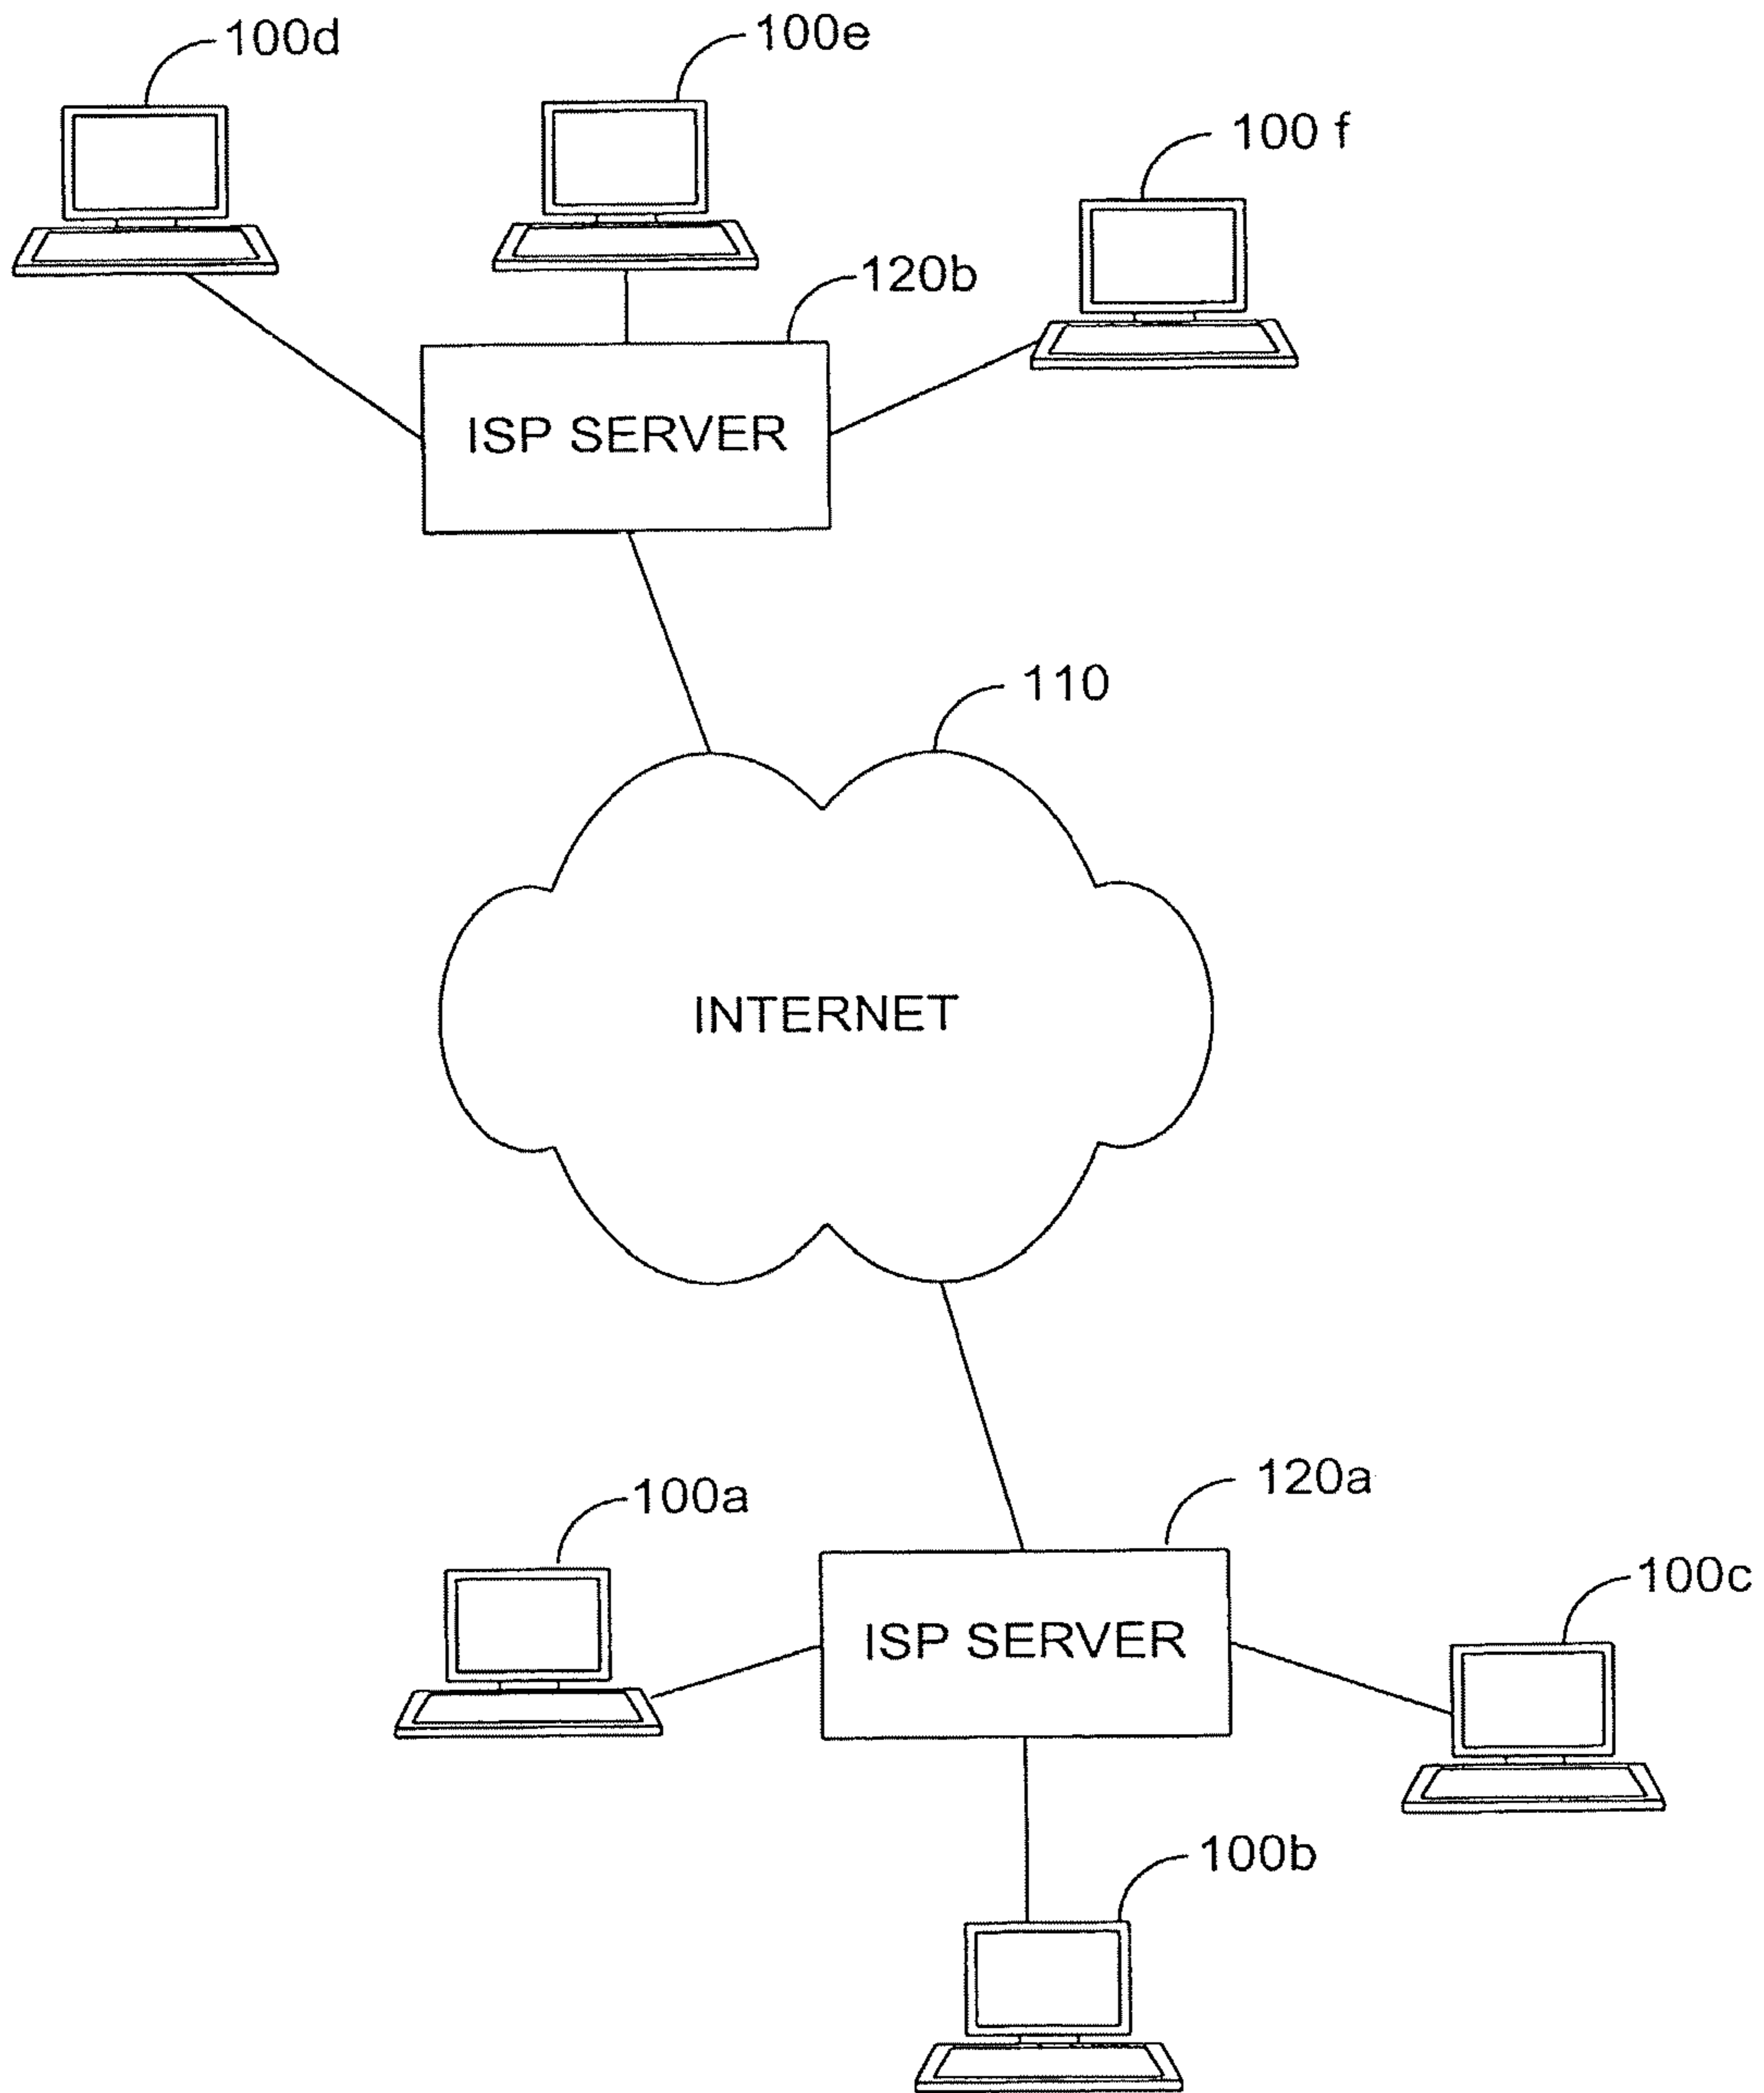 100d
100e
100 f
120b
ISP SERVER
110
INTERNET
100a
120a
100c
ISP SERVER
100b